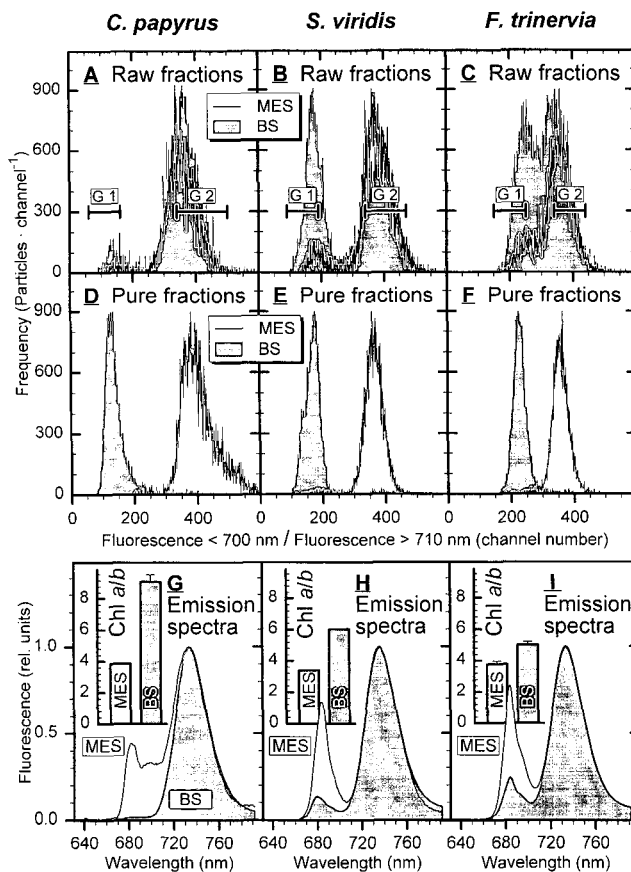 C. papyrus S. viridis F. trinervia
A Raw fractions B Raw fractions C Raw fractions
MES
BS
G 1 G 2 G 1 G 2 G 1 G 2
900
600
300
0
D Pure fractions E Pure fractions F Pure fractions
MES
BS
900
600
300
0
Frequency (Particles · channel⁻¹)
0 200 400 200 400 200 400
Fluorescence < 700 nm / Fluorescence > 710 nm (channel number)
G Emission spectra
H Emission spectra
I Emission spectra
Chl a/b Chl a/b Chl a/b
8 8 8
6 6 6
4 4 4
2 2 2
0 0 0
MES BS MES BS MES BS
MES MES MES
BS
Fluorescence (rel. units)
1.0
0.5
0.0
640 680 720 760 640 680 720 760 640 680 720 760
Wavelength (nm) Wavelength (nm) Wavelength (nm)